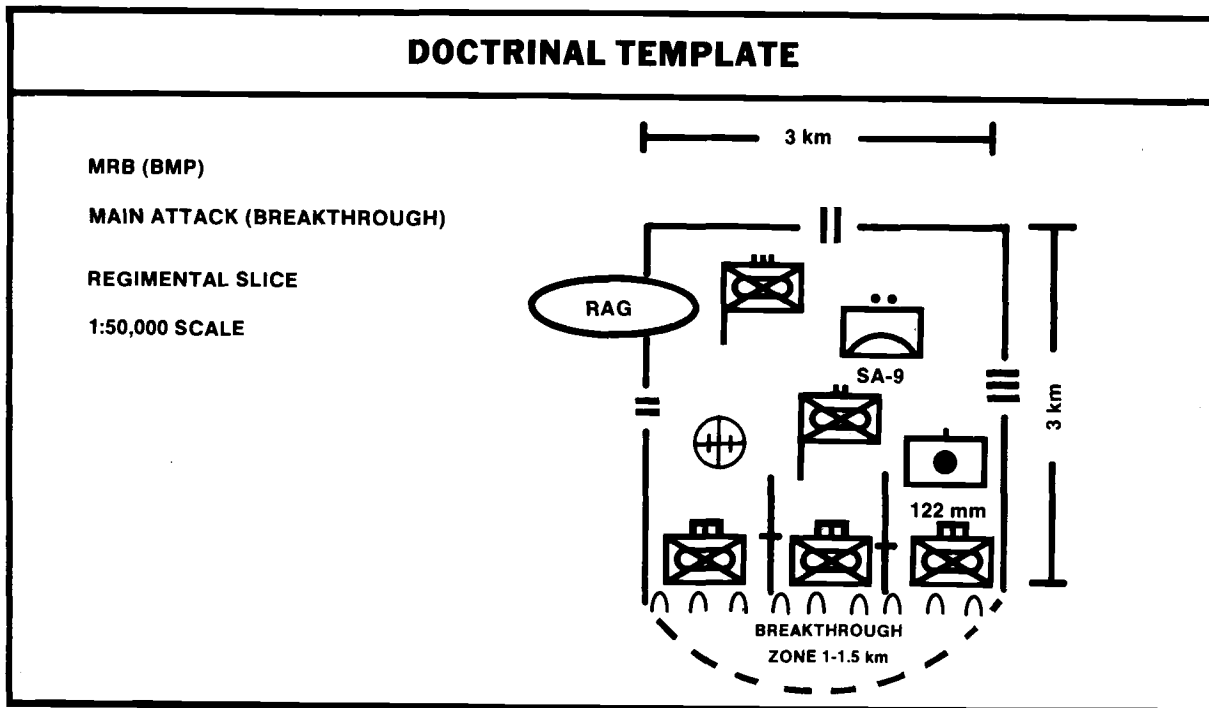 DOCTRINAL TEMPLATE
MRB (BMP)
MAIN ATTACK (BREAKTHROUGH)
REGIMENTAL SLICE
1:50,000 SCALE
3 km
RAG
SA-9
3 km
122 mm
BREAKTHROUGH
ZONE 1-1.5 km